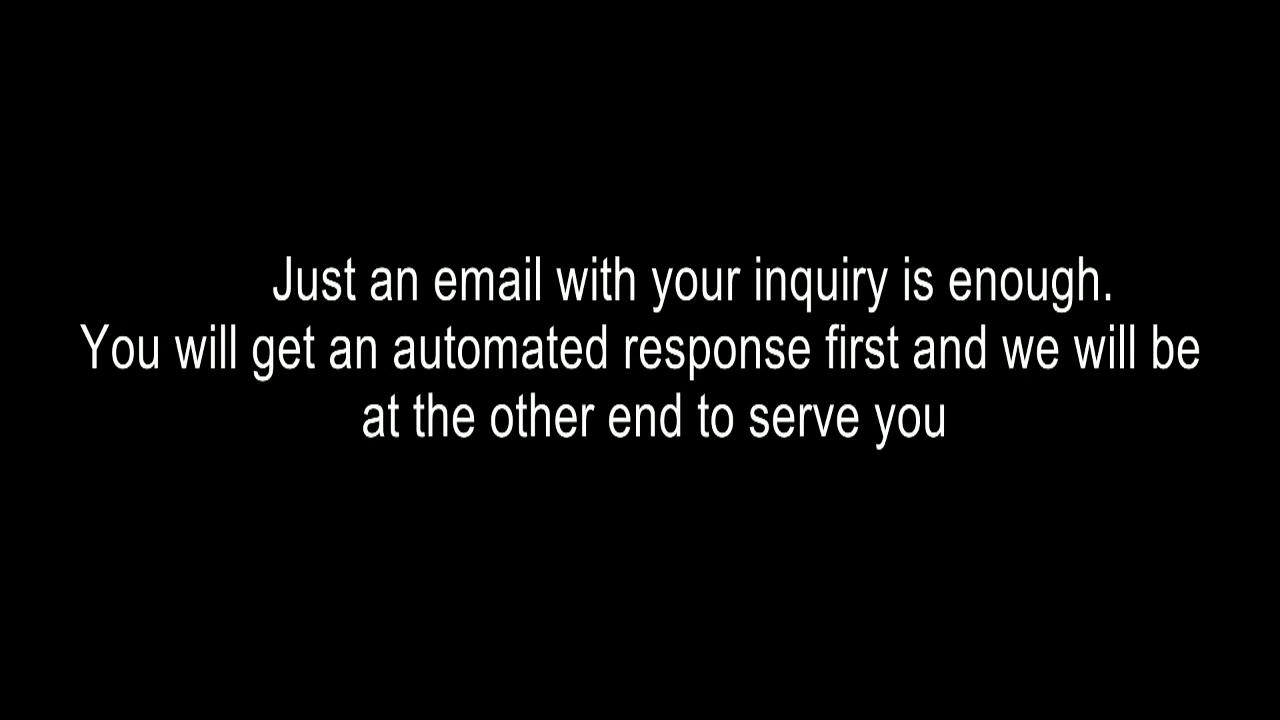 Just an email with your inquiry is enough.
You will get an automated response first and we will be
at the other end to serve you